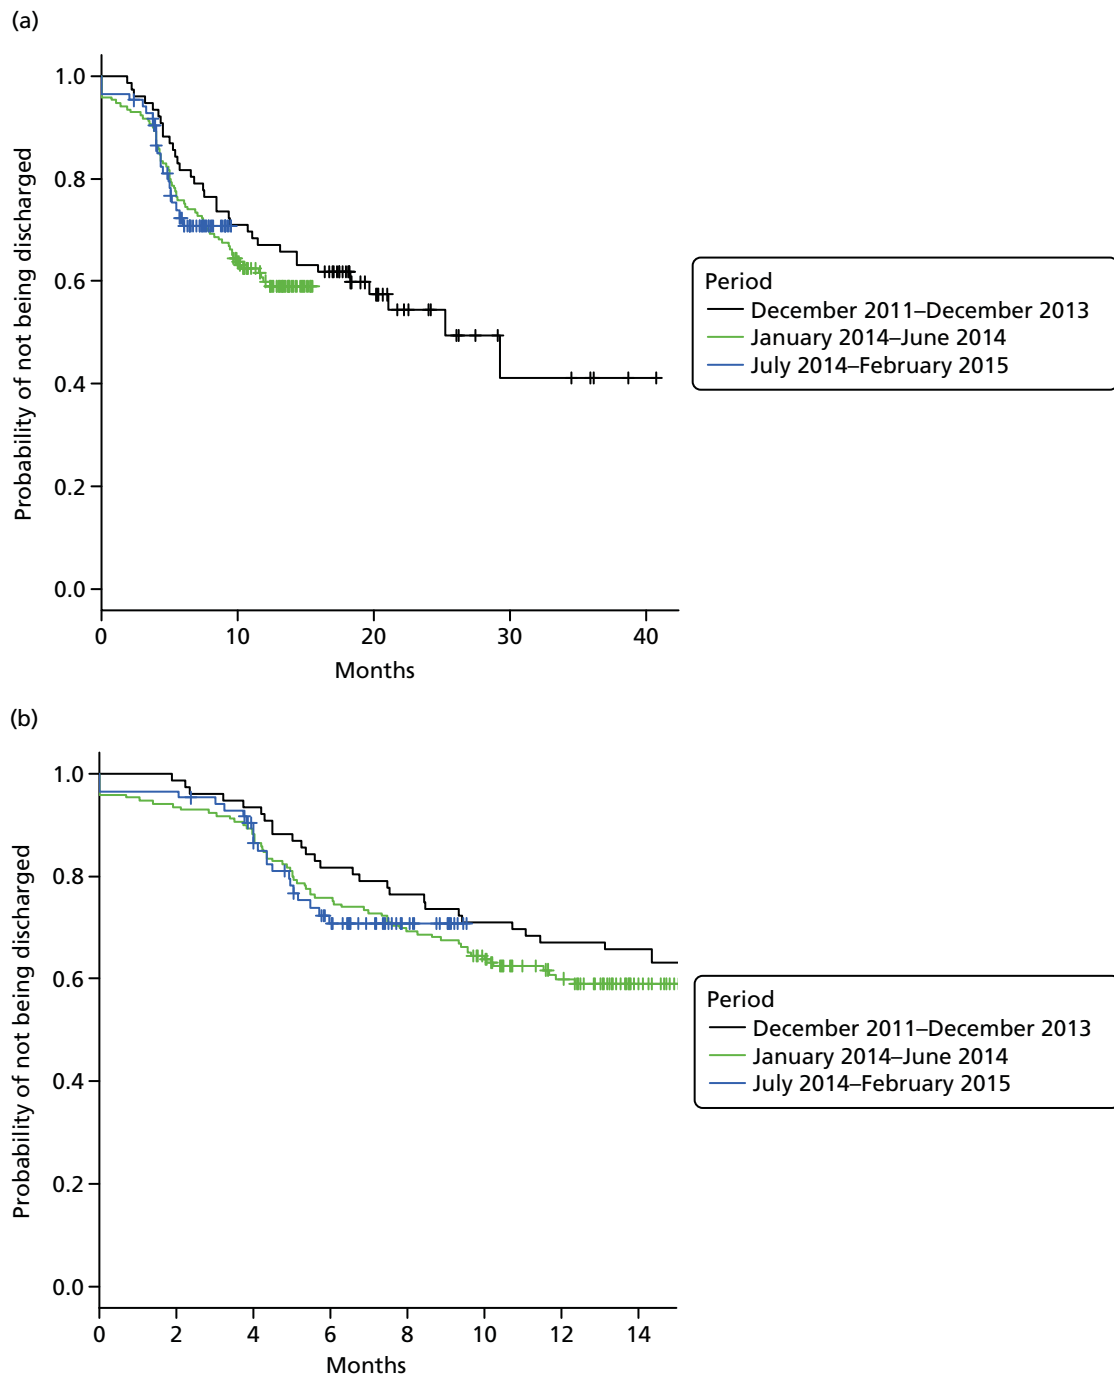 (a)
1.0
0.8
0.6
0.4
0.2
0.0
Probability of not being discharged
0 10 20 30 40
Months
Period
December 2011–December 2013
January 2014–June 2014
July 2014–February 2015
(b)
1.0
0.8
0.6
0.4
0.2
0.0
Probability of not being discharged
0 2 4 6 8 10 12 14
Months
Period
December 2011–December 2013
January 2014–June 2014
July 2014–February 2015